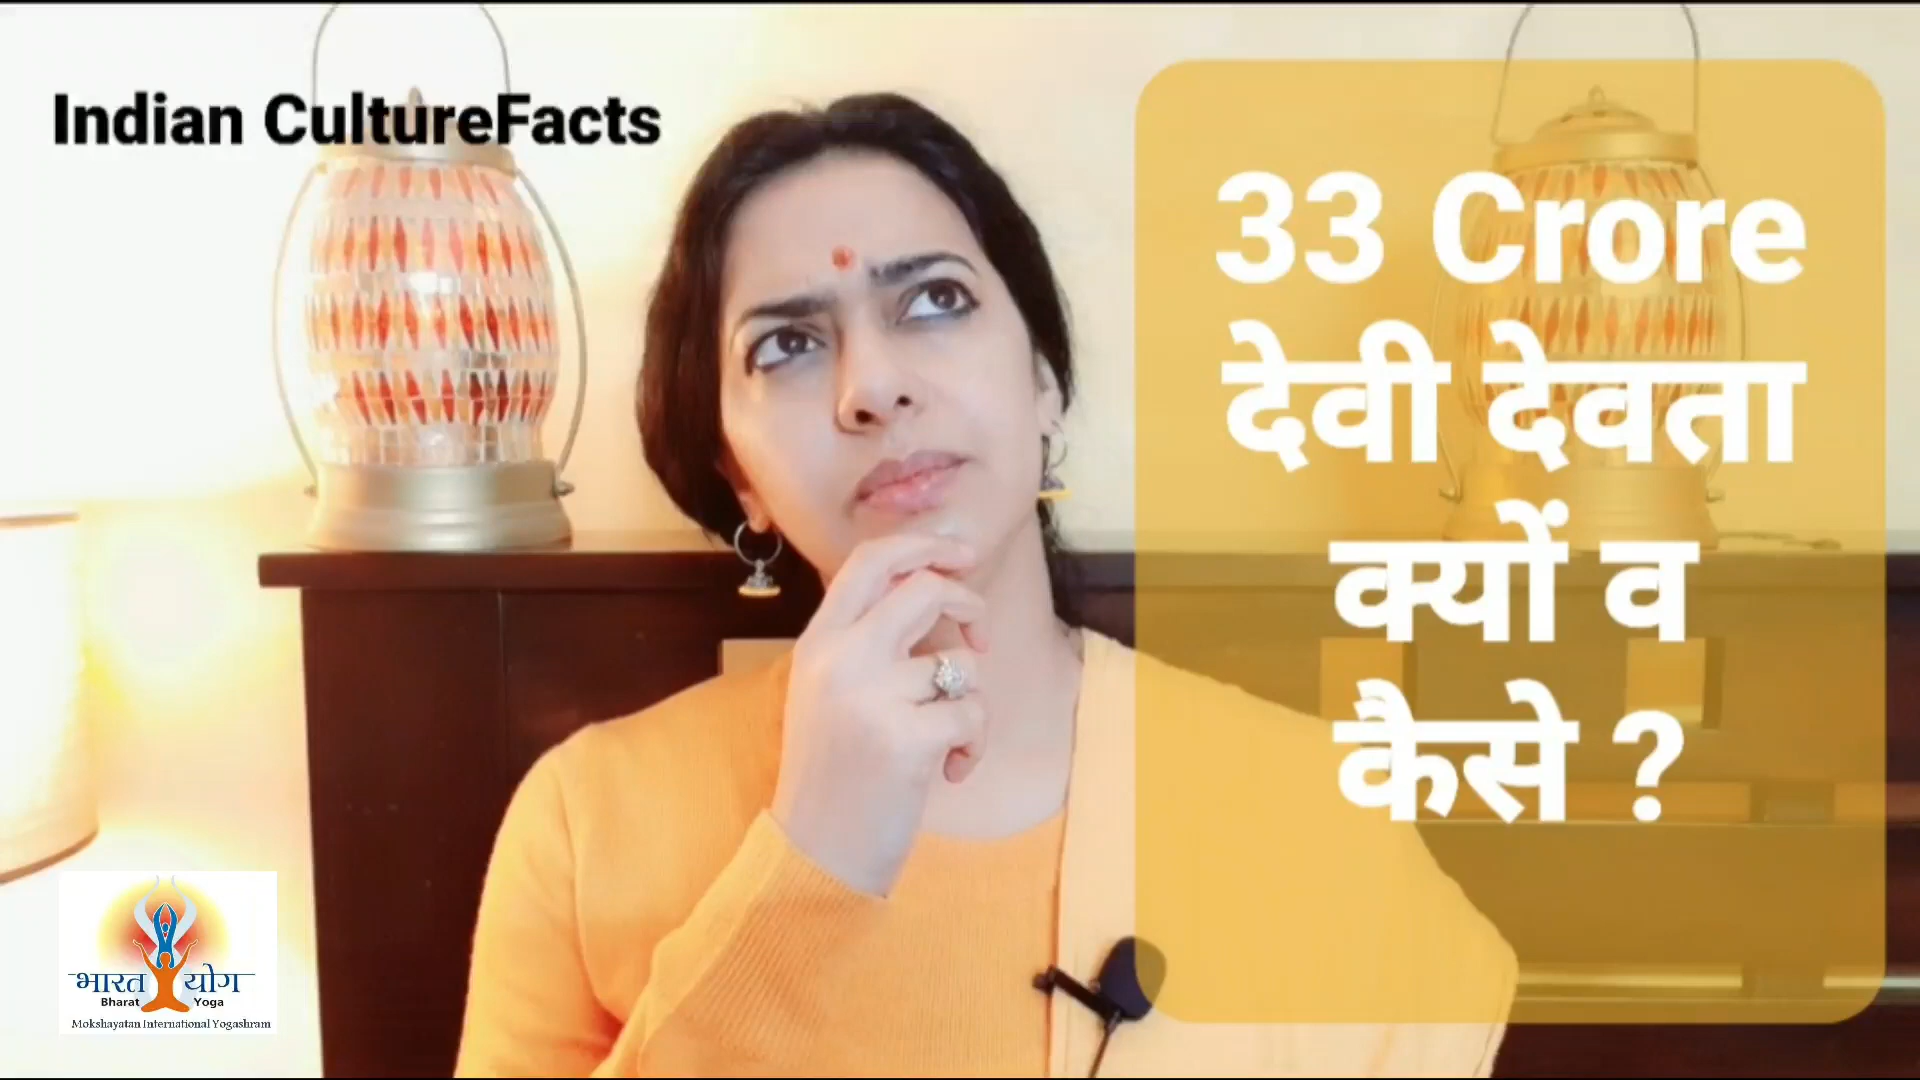 Indian CultureFacts
33 Crore
देवी देवता
क्यों व
कैसे ?
भारत योग
Bharat Yoga
Mokshayatan International Yogashram